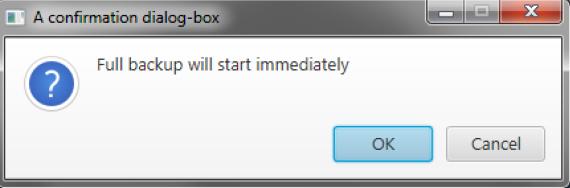 A confirmation dialog-box
Full backup will start immediately
OK
Cancel